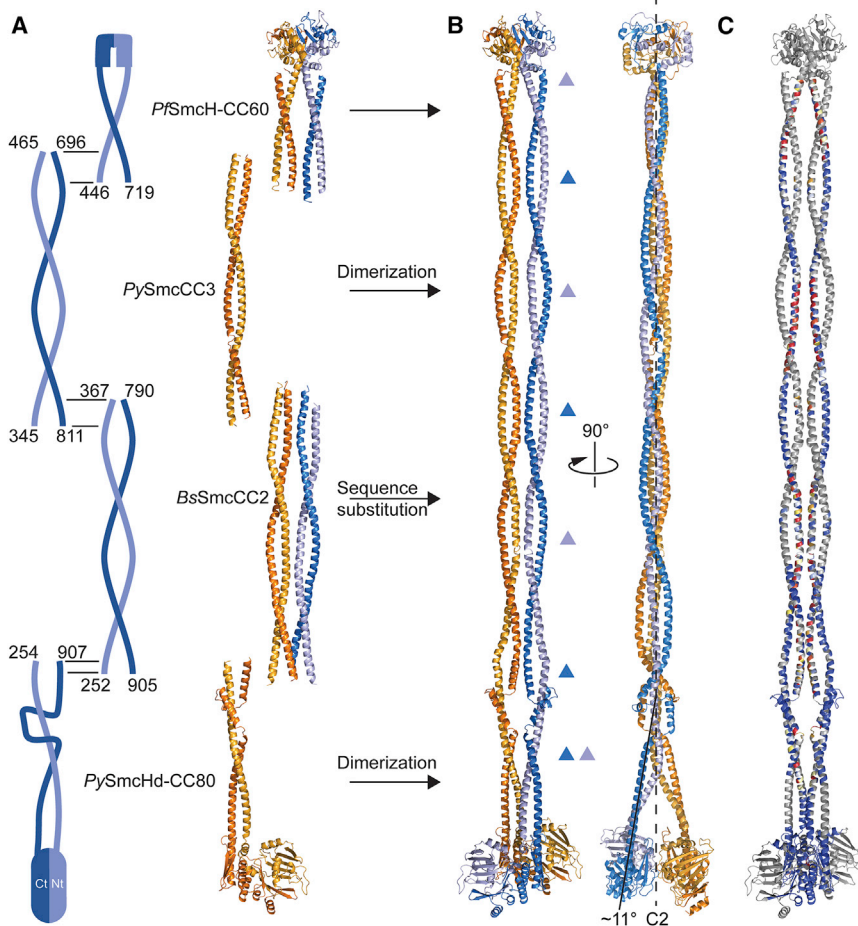 A
B
C
PfSmcH-CC60
465
696
446
719
PySmcCC3
Dimerization
367
790
345
811
90°
BsSmcCC2
Sequence
substitution
254
907
252
905
PySmcHd-CC80
Dimerization
Ct
Nt
~11°
C2